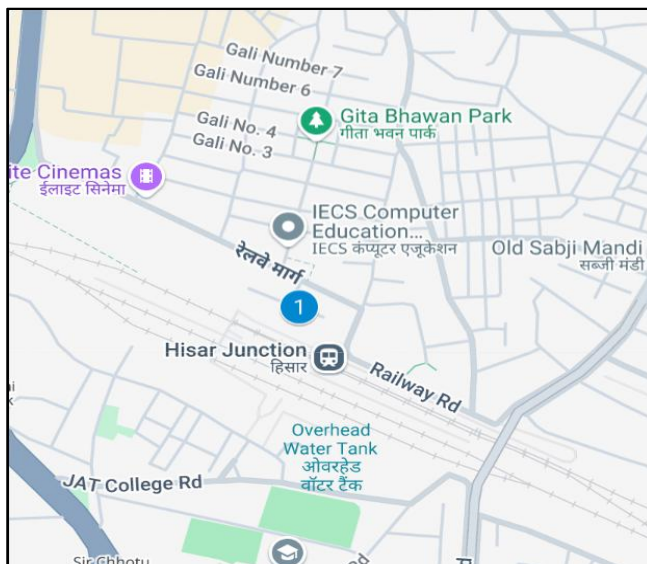 Gali Number 7
Gali Number 6
Gita Bhawan Park
गीता भवन पार्क
Gali No. 4
Gali No. 3
ite Cinemas
ईलाइट सिनेमा
IECS Computer
Education...
IECS कंप्यूटर एजूकेशन
Old Sabji Mandi
सब्जी मंडी
रेलवे मार्ग
1
Hisar Junction
हिसार
Railway Rd
Overhead
Water Tank
ओवरहेड
वॉटर टैंक
JAT College Rd
Sir Chhotu